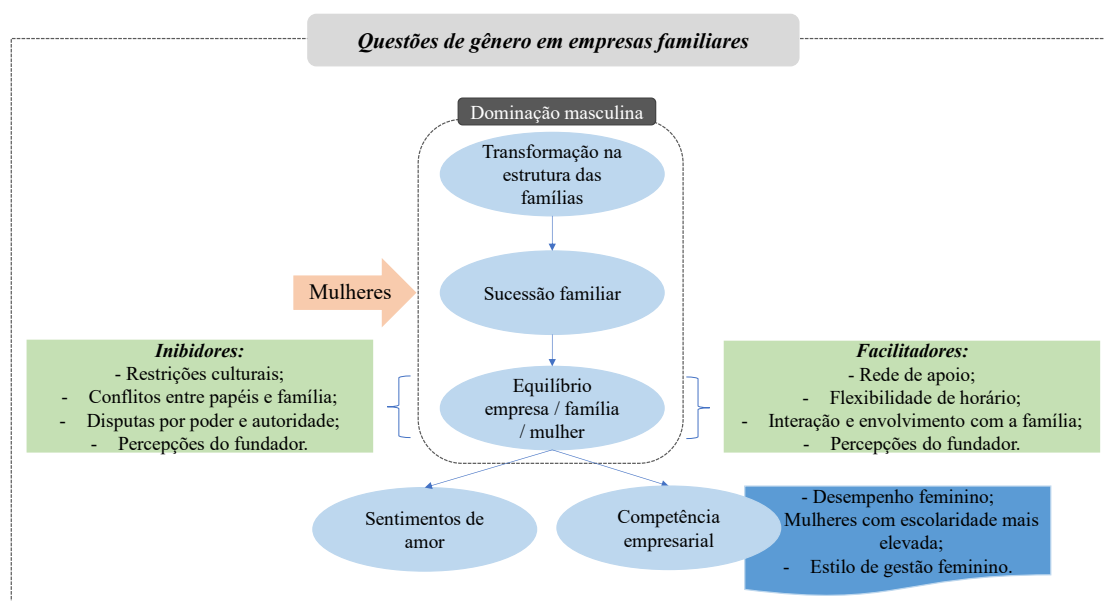 Questões de gênero em empresas familiares
Dominação masculina
Transformação na
estrutura das
famílias
Mulheres
Sucessão familiar
Inibidores:
- Restrições culturais;
- Conflitos entre papéis e família;
- Disputas por poder e autoridade;
- Percepções do fundador.
Equilíbrio
empresa / família
/ mulher
Facilitadores:
- Rede de apoio;
- Flexibilidade de horário;
- Interação e envolvimento com a família;
- Percepções do fundador.
Sentimentos de
amor
Competência
empresarial
- Desempenho feminino;
Mulheres com escolaridade mais
elevada;
- Estilo de gestão feminino.